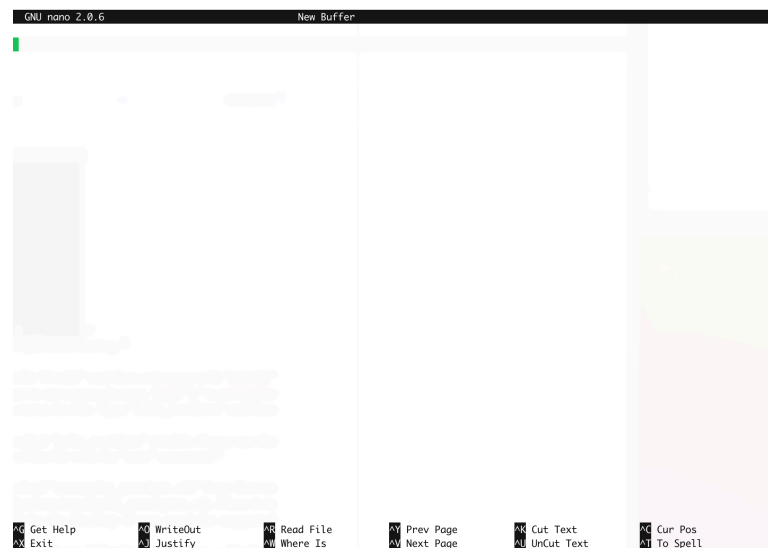 GNU nano 2.0.6 New Buffer
^G Get Help ^O WriteOut ^R Read File ^Y Prev Page ^K Cut Text ^C Cur Pos
^X Exit ^J Justify ^W Where Is ^V Next Page ^U UnCut Text ^T To Spell